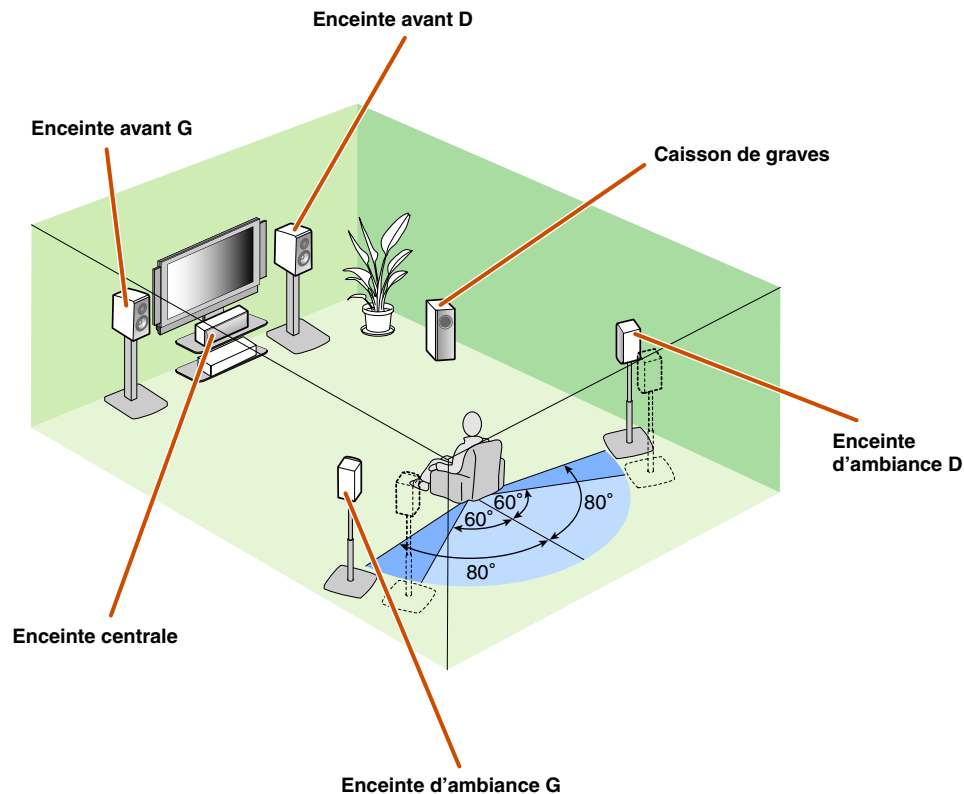 Enceinte avant D
Enceinte avant G
Caisson de graves
Enceinte
d’ambiance D
60˚
60˚
80˚
80˚
Enceinte centrale
Enceinte d’ambiance G